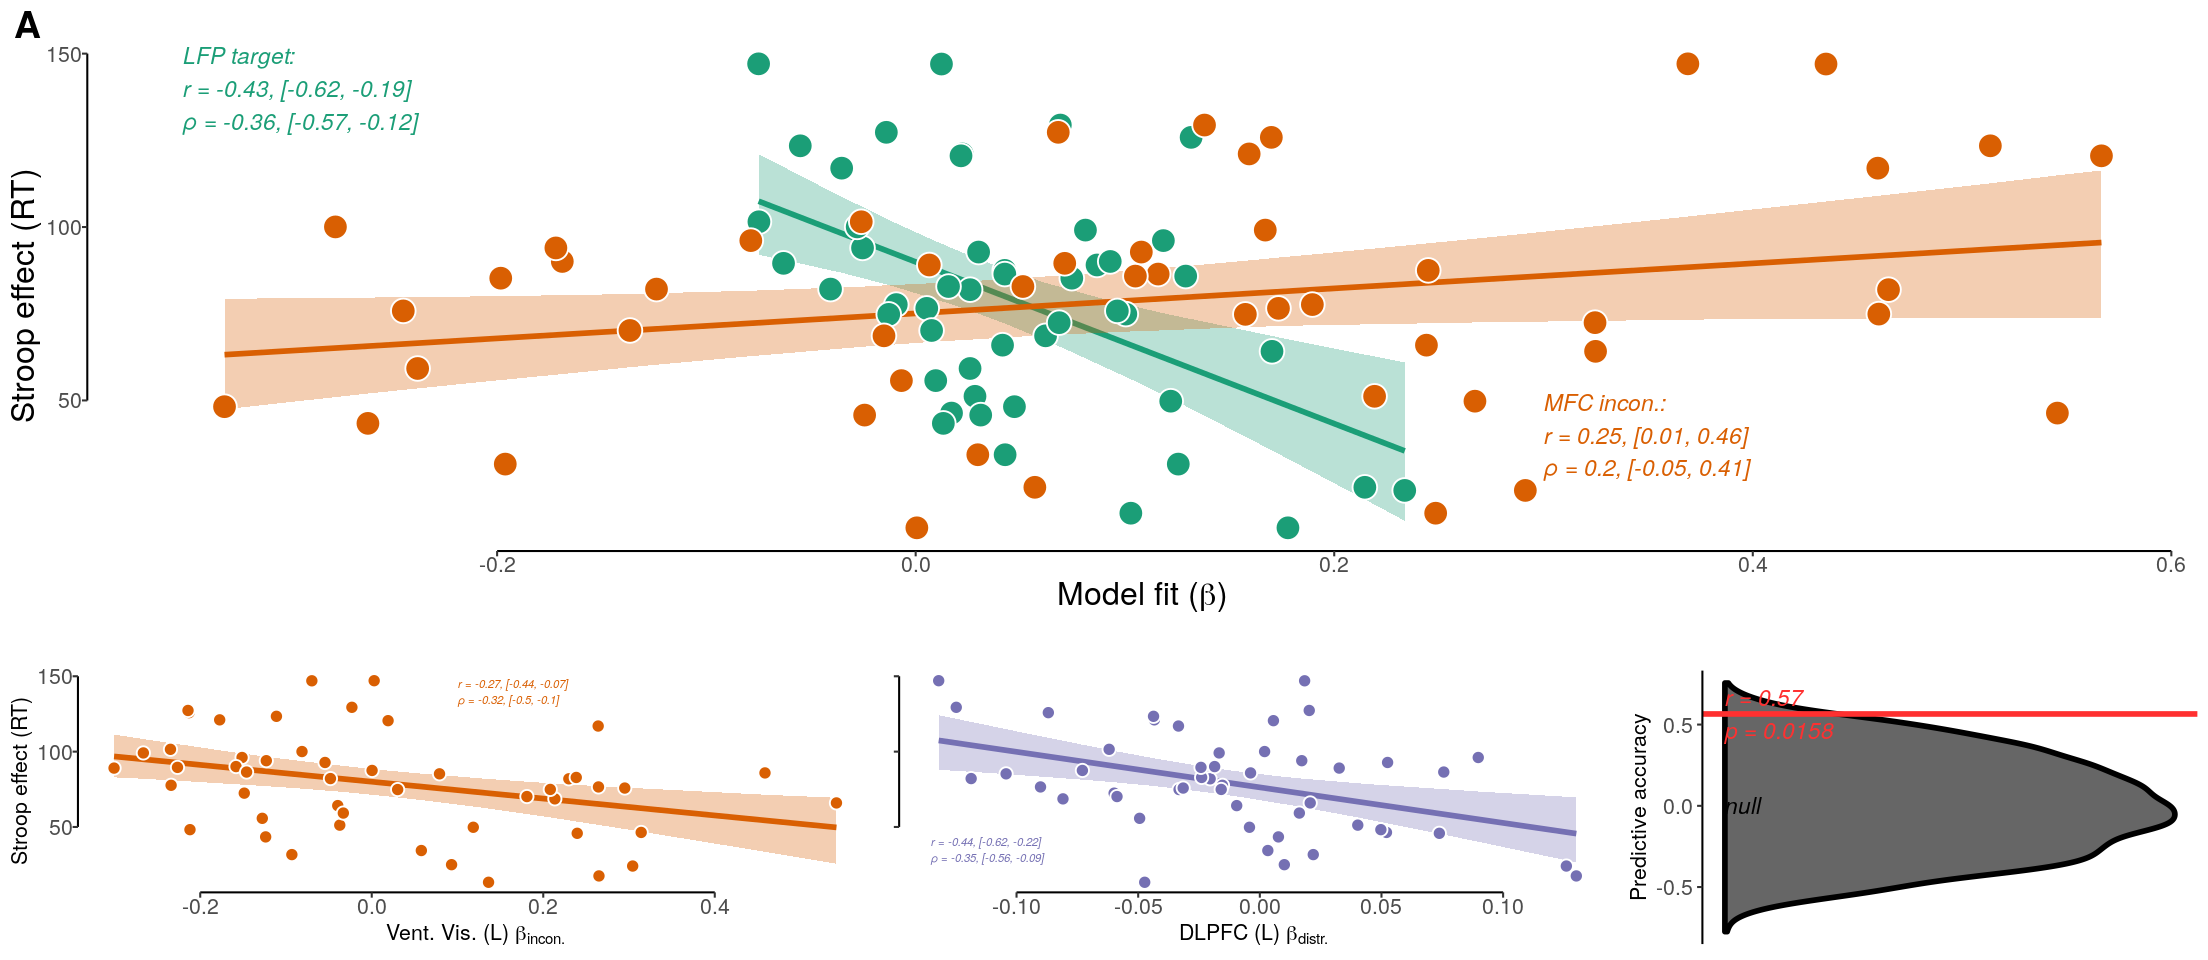 A
LFP target:
r = -0.43, [-0.62, -0.19]
ρ = -0.36, [-0.57, -0.12]
150
100
50
Stroop effect (RT)
MFC incon.:
r = 0.25, [0.01, 0.46]
ρ = 0.2, [-0.05, 0.41]
-0.2 0.0 0.2 0.4 0.6
Model fit (β)
150
100
50
Stroop effect (RT)
r = -0.27, [-0.44, -0.07]
ρ = -0.32, [-0.5, -0.1]
-0.2 0.0 0.2 0.4
Vent. Vis. (L) βincon.
r = -0.44, [-0.62, -0.22]
ρ = -0.35, [-0.56, -0.09]
-0.10 -0.05 0.00 0.05 0.10
DLPFC (L) βdistr.
Predictive accuracy
0.5
0.0
-0.5
r = 0.57
p = 0.0158
null